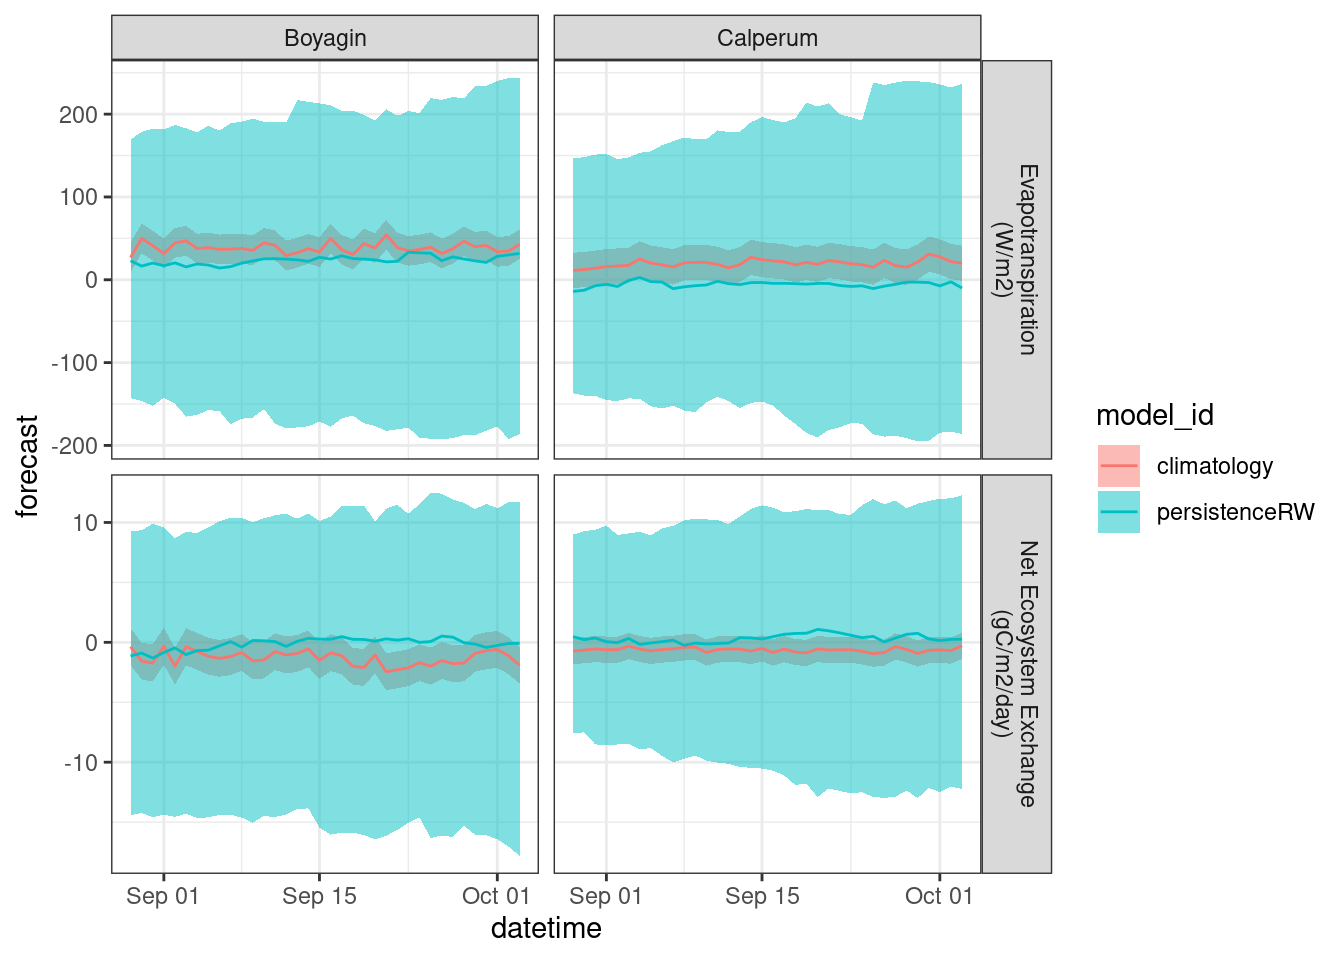 Boyagin
Calperum
200
100
0
-100
-200
Evapotranspiration
(W/m2)
10
0
-10
Net Ecosystem Exchange
(gC/m2/day)
forecast
Sep 01
Sep 15
Oct 01
Sep 01
Sep 15
Oct 01
datetime
model_id
climatology
persistenceRW